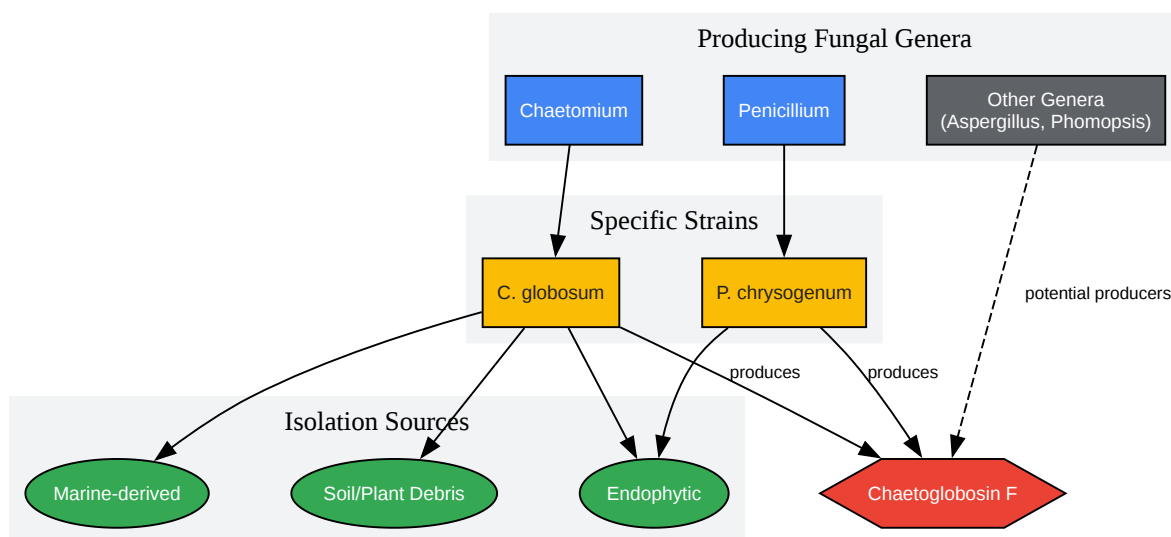 Producing Fungal Genera
Chaetomium
Penicillium
Other Genera
(Aspergillus, Phomopsis)
Specific Strains
C. globosum
P. chrysogenum
potential producers
produces
produces
Isolation Sources
Marine-derived
Soil/Plant Debris
Endophytic
Chaetoglobosin F